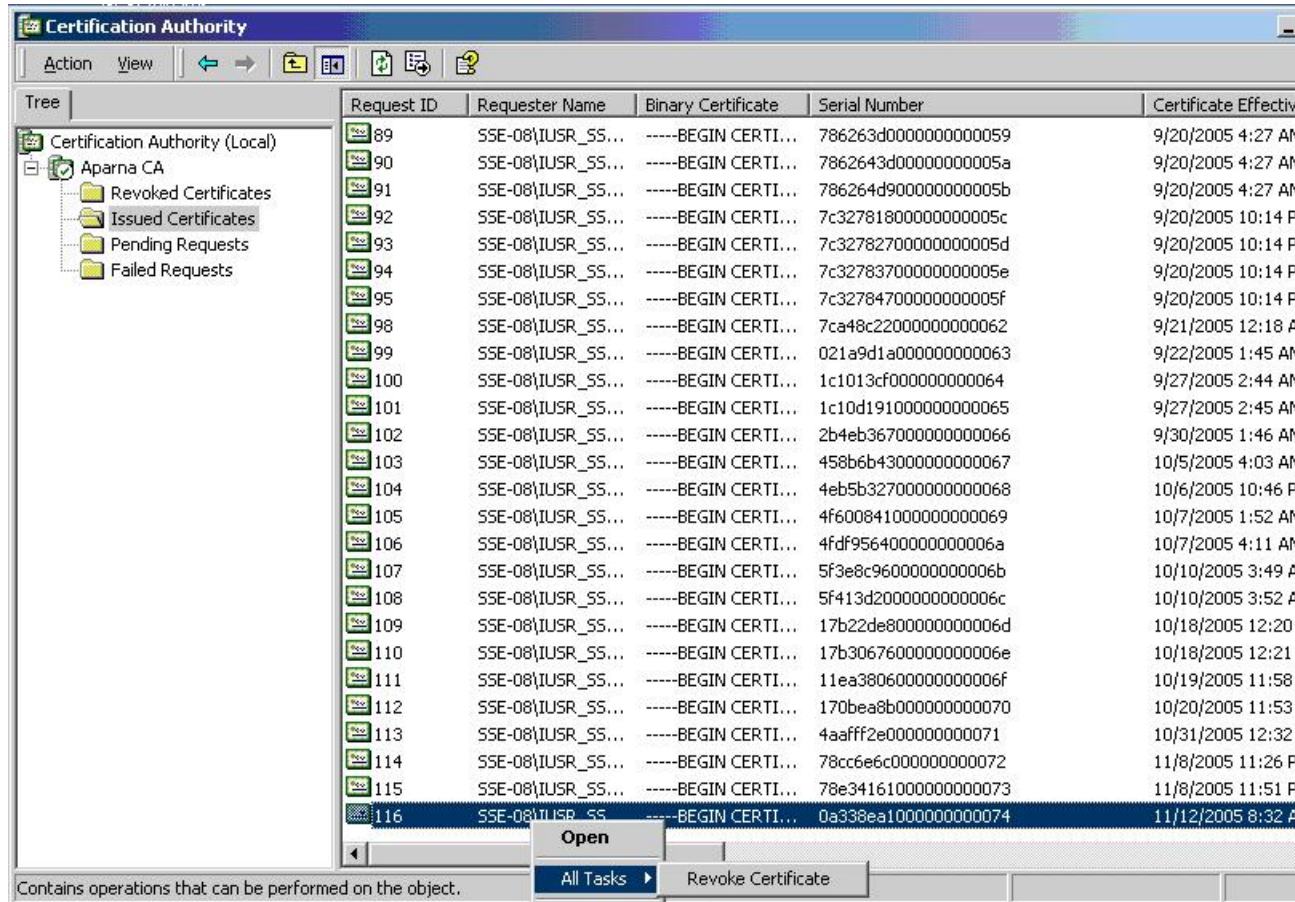 Certification Authority
Action View
Tree
Certification Authority (Local)
Aparna CA
Revoked Certificates
Issued Certificates
Pending Requests
Failed Requests
Request ID Requester Name Binary Certificate Serial Number Certificate Effectiv
89 SSE-08\IUSR_SS... -----BEGIN CERTI... 786263d0000000000059 9/20/2005 4:27 AM
90 SSE-08\IUSR_SS... -----BEGIN CERTI... 7862643d00000000005a 9/20/2005 4:27 AM
91 SSE-08\IUSR_SS... -----BEGIN CERTI... 786264d900000000005b 9/20/2005 4:27 AM
92 SSE-08\IUSR_SS... -----BEGIN CERTI... 7c32781800000000005c 9/20/2005 10:14 P
93 SSE-08\IUSR_SS... -----BEGIN CERTI... 7c32782700000000005d 9/20/2005 10:14 P
94 SSE-08\IUSR_SS... -----BEGIN CERTI... 7c32783700000000005e 9/20/2005 10:14 P
95 SSE-08\IUSR_SS... -----BEGIN CERTI... 7c32784700000000005f 9/20/2005 10:14 P
98 SSE-08\IUSR_SS... -----BEGIN CERTI... 7ca48c22000000000062 9/21/2005 12:18 A
99 SSE-08\IUSR_SS... -----BEGIN CERTI... 021a9d1a000000000063 9/22/2005 1:45 AM
100 SSE-08\IUSR_SS... -----BEGIN CERTI... 1c1013cf000000000064 9/27/2005 2:44 AM
101 SSE-08\IUSR_SS... -----BEGIN CERTI... 1c10d191000000000065 9/27/2005 2:45 AM
102 SSE-08\IUSR_SS... -----BEGIN CERTI... 2b4eb367000000000066 9/30/2005 1:46 AM
103 SSE-08\IUSR_SS... -----BEGIN CERTI... 458b6b43000000000067 10/5/2005 4:03 AM
104 SSE-08\IUSR_SS... -----BEGIN CERTI... 4eb5b327000000000068 10/6/2005 10:46 P
105 SSE-08\IUSR_SS... -----BEGIN CERTI... 4f600841000000000069 10/7/2005 1:52 AM
106 SSE-08\IUSR_SS... -----BEGIN CERTI... 4fdf956400000000006a 10/7/2005 4:11 AM
107 SSE-08\IUSR_SS... -----BEGIN CERTI... 5f3e8c9600000000006b 10/10/2005 3:49 A
108 SSE-08\IUSR_SS... -----BEGIN CERTI... 5f413d2000000000006c 10/10/2005 3:52 A
109 SSE-08\IUSR_SS... -----BEGIN CERTI... 17b22de800000000006d 10/18/2005 12:20
110 SSE-08\IUSR_SS... -----BEGIN CERTI... 17b3067600000000006e 10/18/2005 12:21
111 SSE-08\IUSR_SS... -----BEGIN CERTI... 11ea380600000000006f 10/19/2005 11:58
112 SSE-08\IUSR_SS... -----BEGIN CERTI... 170bea8b000000000070 10/20/2005 11:53
113 SSE-08\IUSR_SS... -----BEGIN CERTI... 4aafff2e000000000071 10/31/2005 12:32
114 SSE-08\IUSR_SS... -----BEGIN CERTI... 78cc6e6c000000000072 11/8/2005 11:26 P
115 SSE-08\IUSR_SS... -----BEGIN CERTI... 78e34161000000000073 11/8/2005 11:51 P
116 SSE-08\IUSR_SS -----BEGIN CERTI... 0a338ea1000000000074 11/12/2005 8:32 A
Open
All Tasks Revoke Certificate
Contains operations that can be performed on the object.